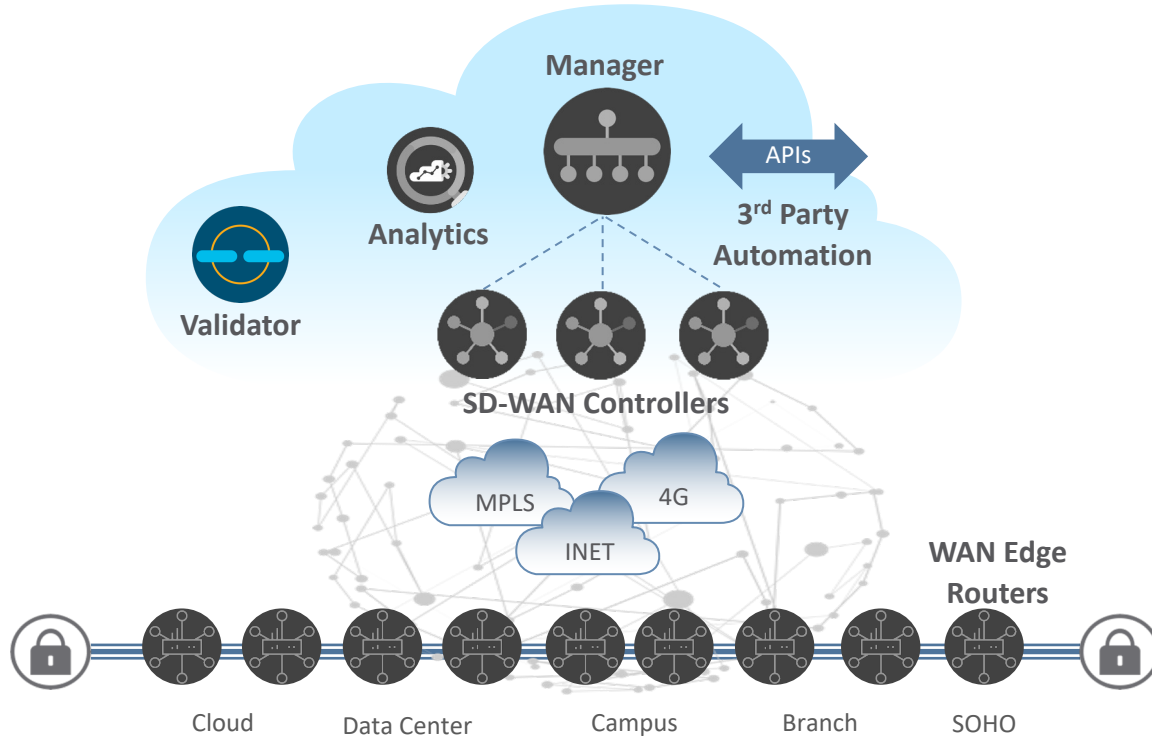 Manager
APIs
Analytics
3rd Party
Automation
Validator
SD-WAN Controllers
MPLS
4G
INET
WAN Edge
Routers
Cloud
Data Center
Campus
Branch
SOHO